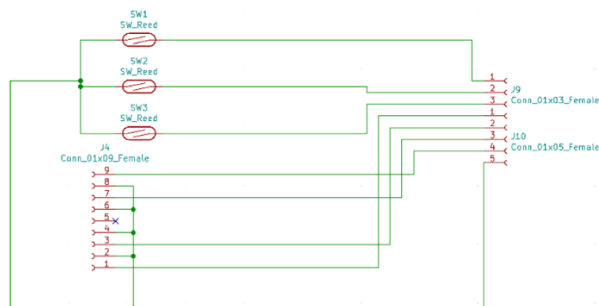 SW1
SW_Reed
SW2
SW_Reed
SW3
SW_Reed
1
2
3
J9
Conn_01x03_Female
1
2
3
4
5
J10
Conn_01x05_Female
J4
Conn_01x09_Female
9
8
7
6
5
4
3
2
1